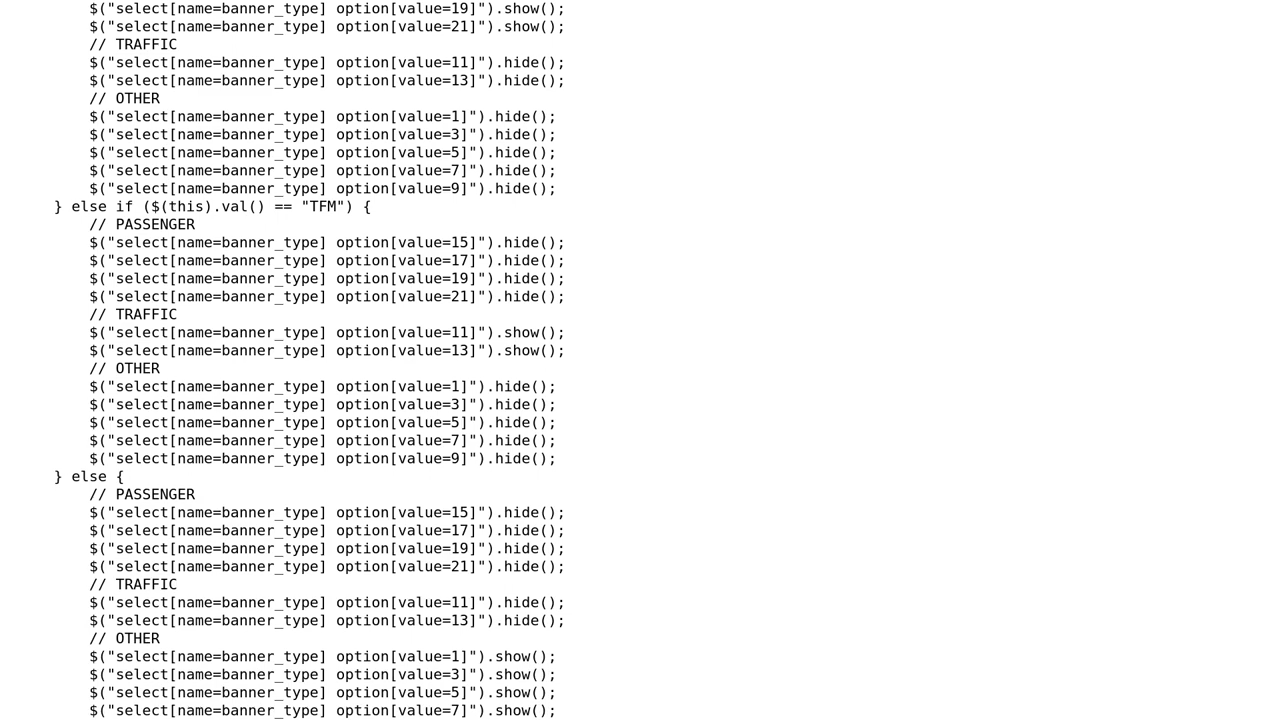 $("select[name=banner_type] option[value=19]").show();
$("select[name=banner_type] option[value=21]").show();
// TRAFFIC
$("select[name=banner_type] option[value=11]").hide();
$("select[name=banner_type] option[value=13]").hide();
// OTHER
$("select[name=banner_type] option[value=1]").hide();
$("select[name=banner_type] option[value=3]").hide();
$("select[name=banner_type] option[value=5]").hide();
$("select[name=banner_type] option[value=7]").hide();
$("select[name=banner_type] option[value=9]").hide();
} else if ($(this).val() == "TFM") {
// PASSENGER
$("select[name=banner_type] option[value=15]").hide();
$("select[name=banner_type] option[value=17]").hide();
$("select[name=banner_type] option[value=19]").hide();
$("select[name=banner_type] option[value=21]").hide();
// TRAFFIC
$("select[name=banner_type] option[value=11]").show();
$("select[name=banner_type] option[value=13]").show();
// OTHER
$("select[name=banner_type] option[value=1]").hide();
$("select[name=banner_type] option[value=3]").hide();
$("select[name=banner_type] option[value=5]").hide();
$("select[name=banner_type] option[value=7]").hide();
$("select[name=banner_type] option[value=9]").hide();
} else {
// PASSENGER
$("select[name=banner_type] option[value=15]").hide();
$("select[name=banner_type] option[value=17]").hide();
$("select[name=banner_type] option[value=19]").hide();
$("select[name=banner_type] option[value=21]").hide();
// TRAFFIC
$("select[name=banner_type] option[value=11]").hide();
$("select[name=banner_type] option[value=13]").hide();
// OTHER
$("select[name=banner_type] option[value=1]").show();
$("select[name=banner_type] option[value=3]").show();
$("select[name=banner_type] option[value=5]").show();
$("select[name=banner_type] option[value=7]").show();